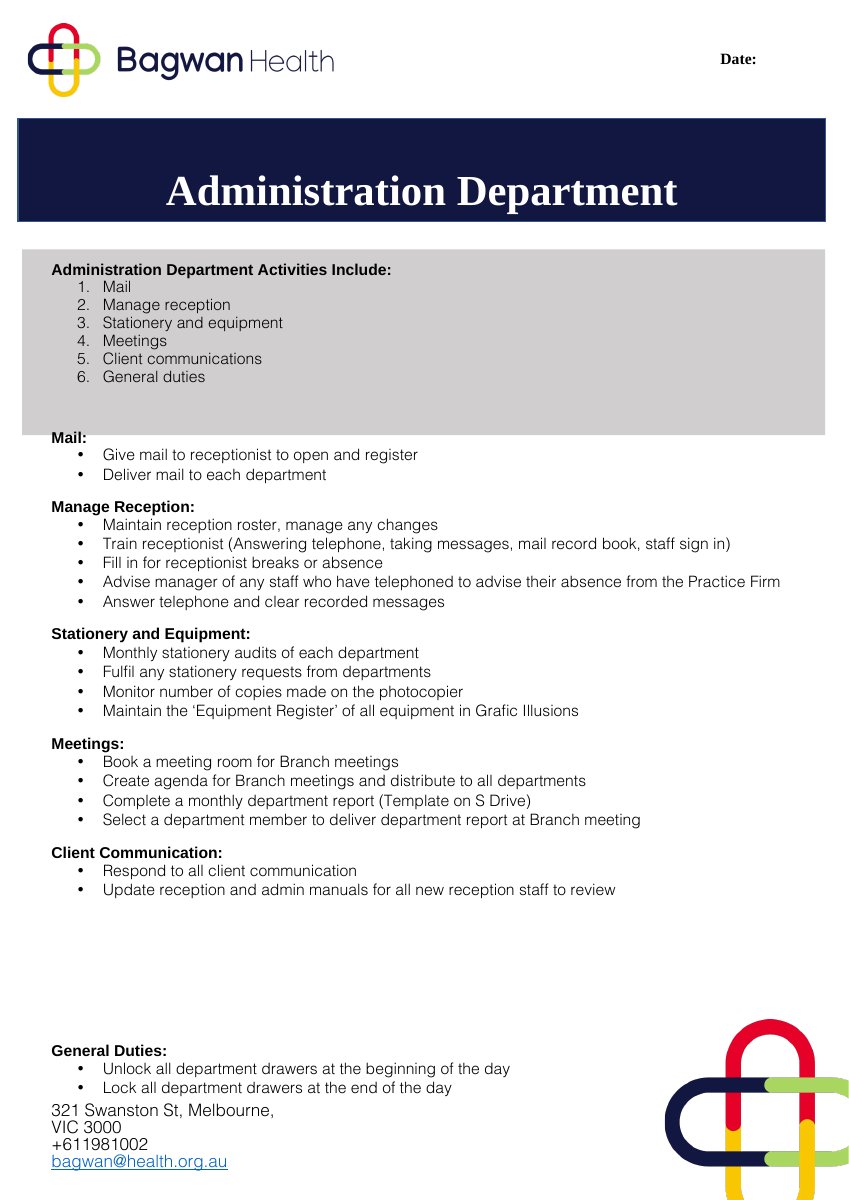 Bagwan Health
Date:
Administration Department
Administration Department Activities Include:
1. Mail
2. Manage reception
3. Stationery and equipment
4. Meetings
5. Client communications
6. General duties
Mail:
• Give mail to receptionist to open and register
• Deliver mail to each department
Manage Reception:
• Maintain reception roster, manage any changes
• Train receptionist (Answering telephone, taking messages, mail record book, staff sign in)
• Fill in for receptionist breaks or absence
• Advise manager of any staff who have telephoned to advise their absence from the Practice Firm
• Answer telephone and clear recorded messages
Stationery and Equipment:
• Monthly stationery audits of each department
• Fulfil any stationery requests from departments
• Monitor number of copies made on the photocopier
• Maintain the ‘Equipment Register’ of all equipment in Grafic Illusions
Meetings:
• Book a meeting room for Branch meetings
• Create agenda for Branch meetings and distribute to all departments
• Complete a monthly department report (Template on S Drive)
• Select a department member to deliver department report at Branch meeting
Client Communication:
• Respond to all client communication
• Update reception and admin manuals for all new reception staff to review
General Duties:
• Unlock all department drawers at the beginning of the day
• Lock all department drawers at the end of the day
321 Swanston St, Melbourne,
VIC 3000
+611981002
bagwan@health.org.au